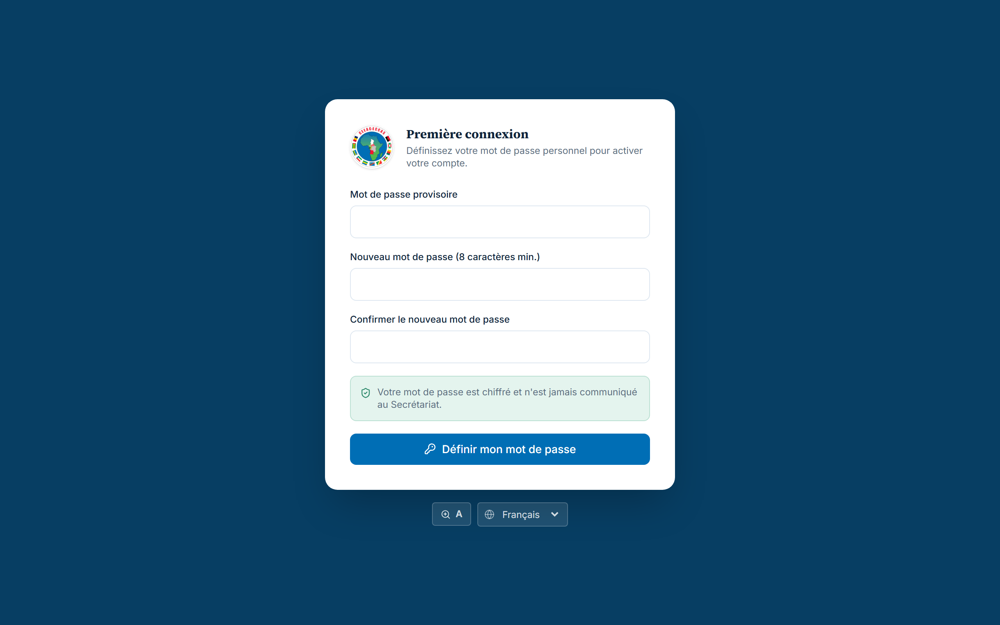 CEEAC-ECCAS
Première connexion
Définissez votre mot de passe personnel pour activer
votre compte.
Mot de passe provisoire
Nouveau mot de passe (8 caractères min.)
Confirmer le nouveau mot de passe
Votre mot de passe est chiffré et n'est jamais communiqué
au Secrétariat.
Définir mon mot de passe
A
Français